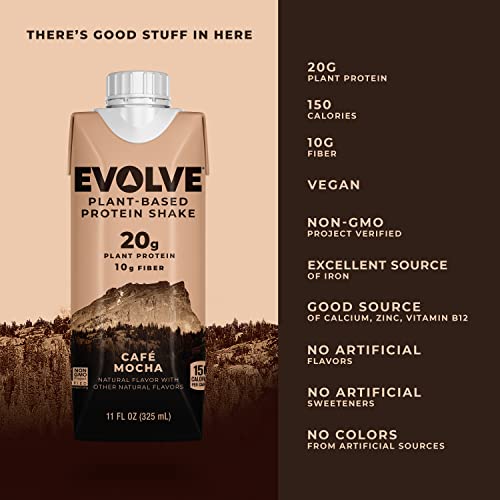 THERE'S GOOD STUFF IN HERE
EVOLVE
PLANT-BASED
PROTEIN SHAKE
20g
PLANT PROTEIN
10g FIBER
CAFÉ
MOCHA
NATURAL FLAVOR WITH
OTHER NATURAL FLAVORS
11 FL OZ (325 mL)
NON
GMO
20G
PLANT PROTEIN
150
CALORIES
10G
FIBER
VEGAN
NON-GMO
PROJECT VERIFIED
EXCELLENT SOURCE
OF IRON
GOOD SOURCE
OF CALCIUM, ZINC, VITAMIN B12
NO ARTIFICIAL
FLAVORS
NO ARTIFICIAL
SWEETENERS
NO COLORS
FROM ARTIFICIAL SOURCES